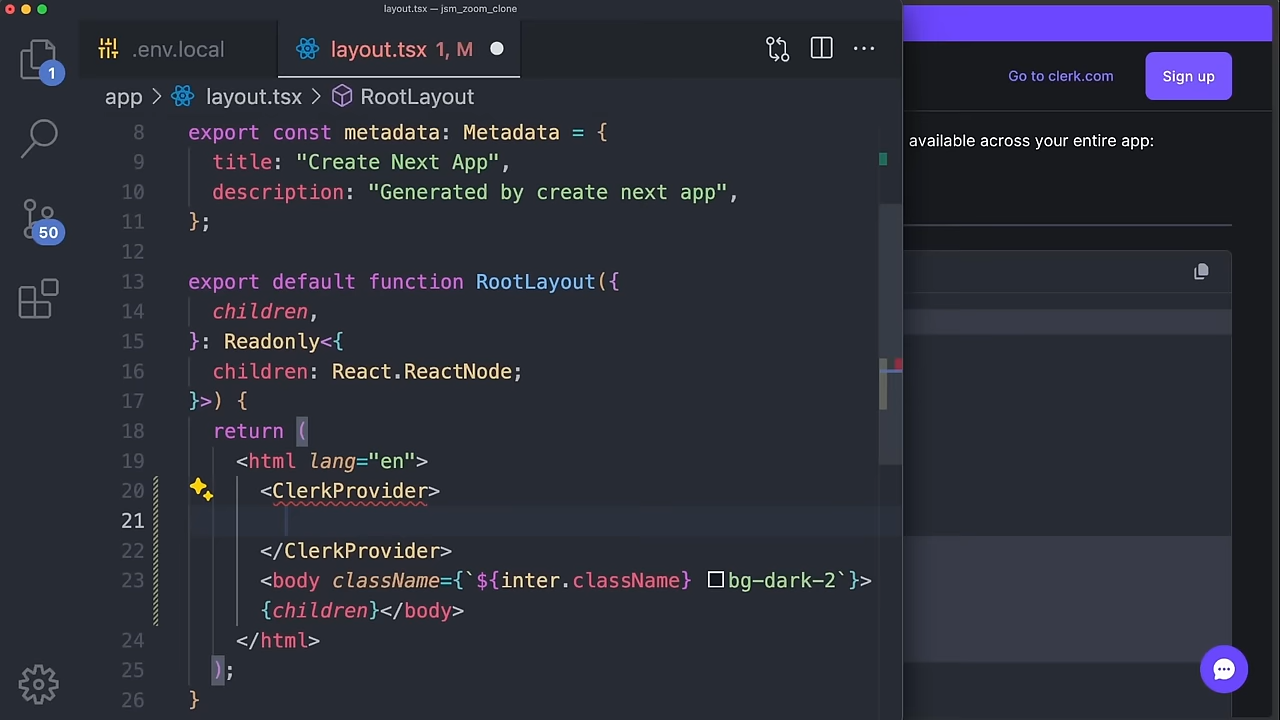 layout.tsx — jsm_zoom_clone
.env.local
layout.tsx 1, M
app > layout.tsx > RootLayout
1
50
8 export const metadata: Metadata = {
9 title: "Create Next App",
10 description: "Generated by create next app",
11 };
12
13 export default function RootLayout({
14 children,
15 }: Readonly<{
16 children: React.ReactNode;
17 }>) {
18 return (
19 <html lang="en">
20 <ClerkProvider>
21
22 </ClerkProvider>
23 <body className={`${inter.className} bg-dark-2`}>
{children}</body>
24 </html>
25 );
26 }
Go to clerk.com
Sign up
available across your entire app: